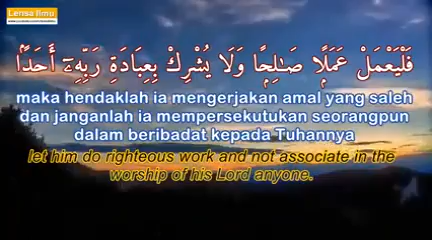 Lensa Ilmu
فَلْيَعْمَلْ عَمَلًا صَٰلِحًا وَلَا يُشْرِكْ بِعِبَادَةِ رَبِّهِۦٓ أَحَدًۢا
maka hendaklah ia mengerjakan amal yang saleh
dan janganlah ia mempersekutukan seorangpun
dalam beribadat kepada Tuhannya
let him do righteous work and not associate in the
worship of his Lord anyone.